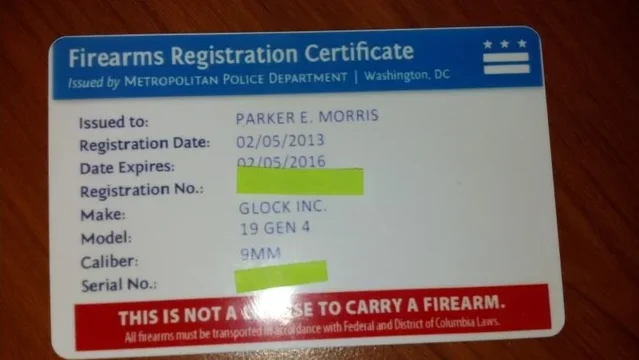 Firearms Registration Certificate
Issued by METROPOLITAN POLICE DEPARTMENT | Washington, DC
Issued to: PARKER E. MORRIS
Registration Date: 02/05/2013
Date Expires: 02/05/2016
Registration No.:
Make: GLOCK INC.
Model: 19 GEN 4
Caliber: 9MM
Serial No.:
THIS IS NOT A SE TO CARRY A FIREARM.
All firearms must be transported in accordance with Federal and District of Columbia Laws.